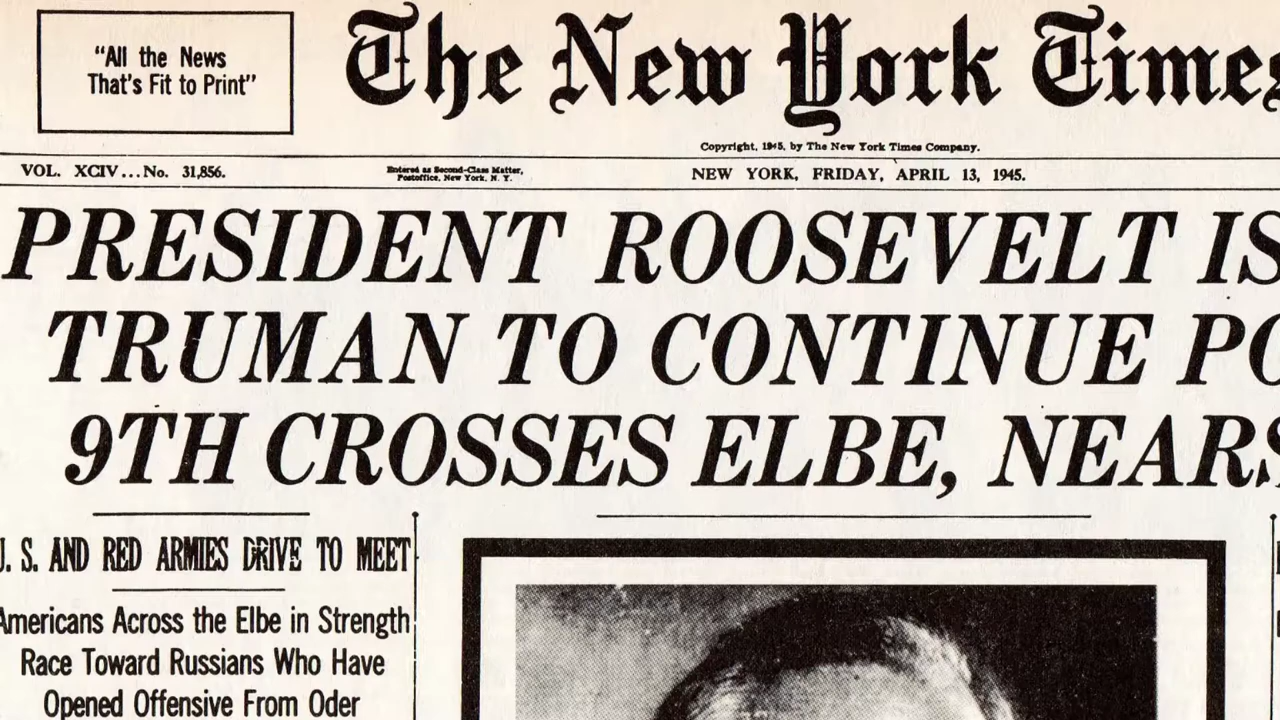 “All the News
That’s Fit to Print”
The New York Times
Copyright, 1945, by The New York Times Company.
VOL. XCIV...No. 31,856.
Entered as Second-Class Matter,
Postoffice, New York, N. Y.
NEW YORK, FRIDAY, APRIL 13, 1945.
PRESIDENT ROOSEVELT IS
TRUMAN TO CONTINUE PO
9TH CROSSES ELBE, NEARS
U. S. AND RED ARMIES DRIVE TO MEET
Americans Across the Elbe in Strength
Race Toward Russians Who Have
Opened Offensive From Oder